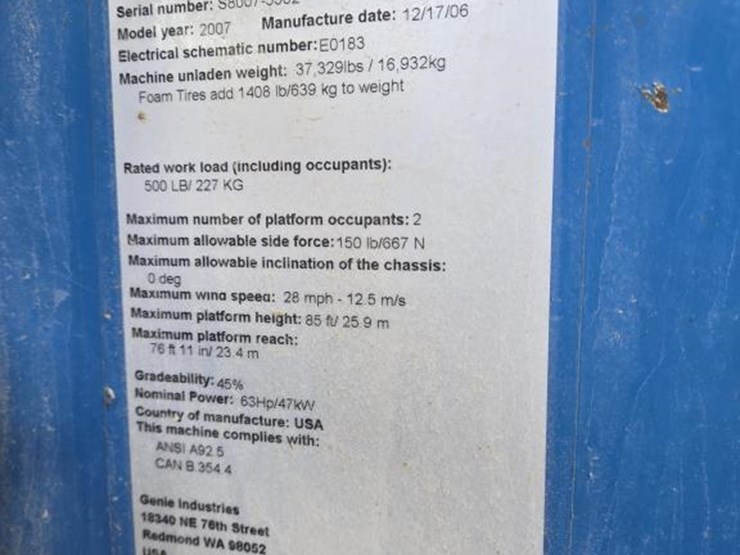 Serial number:
Model year: 2007 Manufacture date: 12/17/06
Electrical schematic number: E0183
Machine unladen weight: 37,329lbs / 16,932kg
Foam Tires add 1408 lb/639 kg to weight
Rated work load (including occupants):
500 LB/ 227 KG
Maximum number of platform occupants: 2
Maximum allowable side force: 150 lb/667 N
Maximum allowable inclination of the chassis:
0 deg
Maximum wind speed: 28 mph - 12.5 m/s
Maximum platform height: 85 ft/ 25.9 m
Maximum platform reach:
76 ft 11 in/ 23.4 m
Gradeability: 45%
Nominal Power: 63Hp/47kW
Country of manufacture: USA
This machine complies with:
ANSI A92.5
CAN B.354.4
Genie Industries
18340 NE 76th Street
Redmond WA 98052
USA